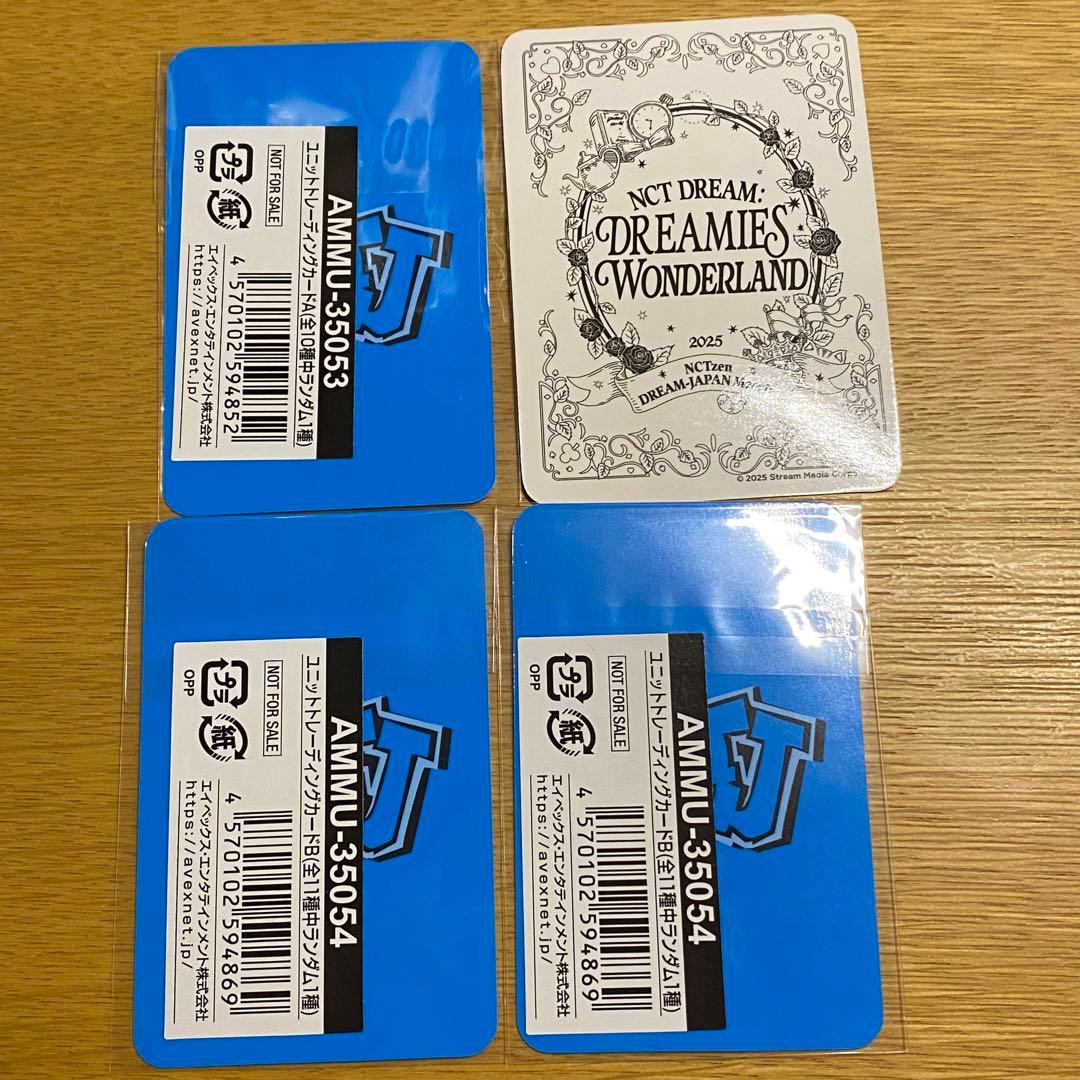 AMMU-35053
ユニットトレーディングカードA(全10種中ランダム1種)
NOT FOR SALE
プラ
OPP
紙
4 570102 594852
エイベックス・エンタテインメント株式会社
https://avexnet.jp/
NCT DREAM:
DREAMIES
WONDERLAND
2025
NCTzen
DREAM-JAPAN
© 2025 Stream Media
AMMU-35054
ユニットトレーディングカードB(全11種中ランダム1種)
NOT FOR SALE
プラ
OPP
紙
4 570102 594869
エイベックス・エンタテインメント株式会社
https://avexnet.jp/
AMMU-35054
ユニットトレーディングカードB(全11種中ランダム1種)
NOT FOR SALE
プラ
OPP
紙
4 570102 594869
エイベックス・エンタテインメント株式会社
https://avexnet.jp/